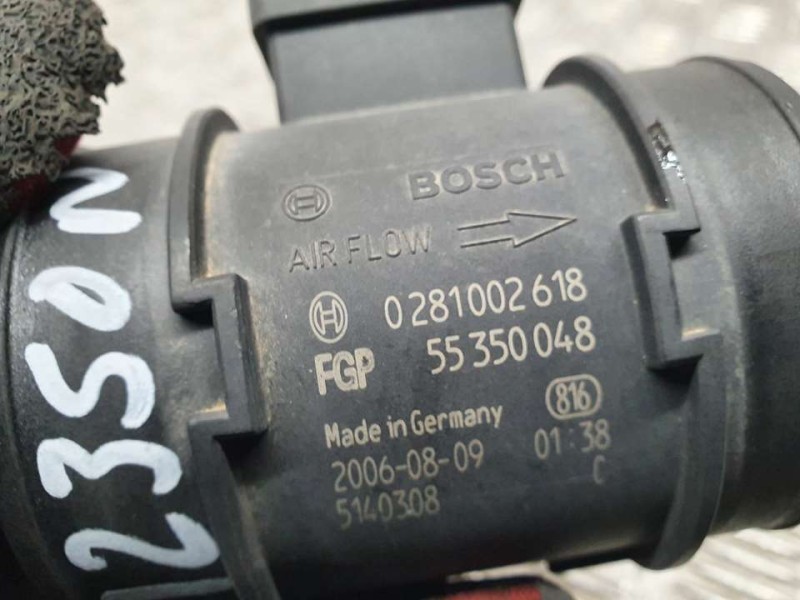 BOSCH
AIR FLOW
0 281 002 618
FGP 55 350 048
Made in Germany 816
2006-08-09 01:38
5140308 C
123SON